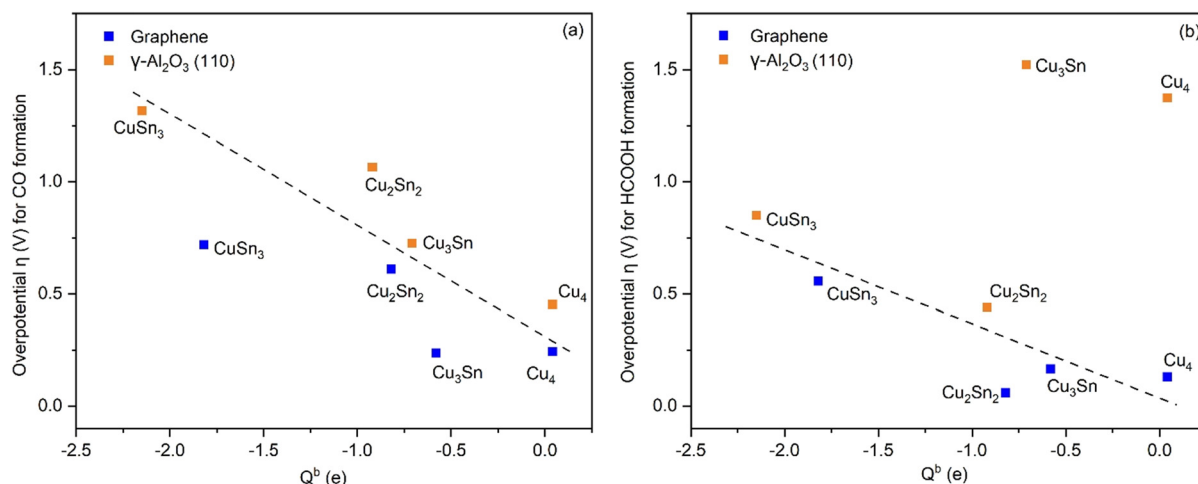 (a)
Graphene
γ-Al₂O₃ (110)
Overpotential η (V) for CO formation
1.5
1.0
0.5
0.0
CuSn₃
Cu₂Sn₂
Cu₃Sn
Cu₄
CuSn₃
Cu₂Sn₂
Cu₃Sn
Cu₄
-2.5
-2.0
-1.5
-1.0
-0.5
0.0
Qᵇ (e)
(b)
Graphene
γ-Al₂O₃ (110)
Overpotential η (V) for HCOOH formation
1.5
1.0
0.5
0.0
Cu₃Sn
Cu₄
CuSn₃
Cu₂Sn₂
CuSn₃
Cu₂Sn₂
Cu₃Sn
Cu₄
-2.5
-2.0
-1.5
-1.0
-0.5
0.0
Qᵇ (e)